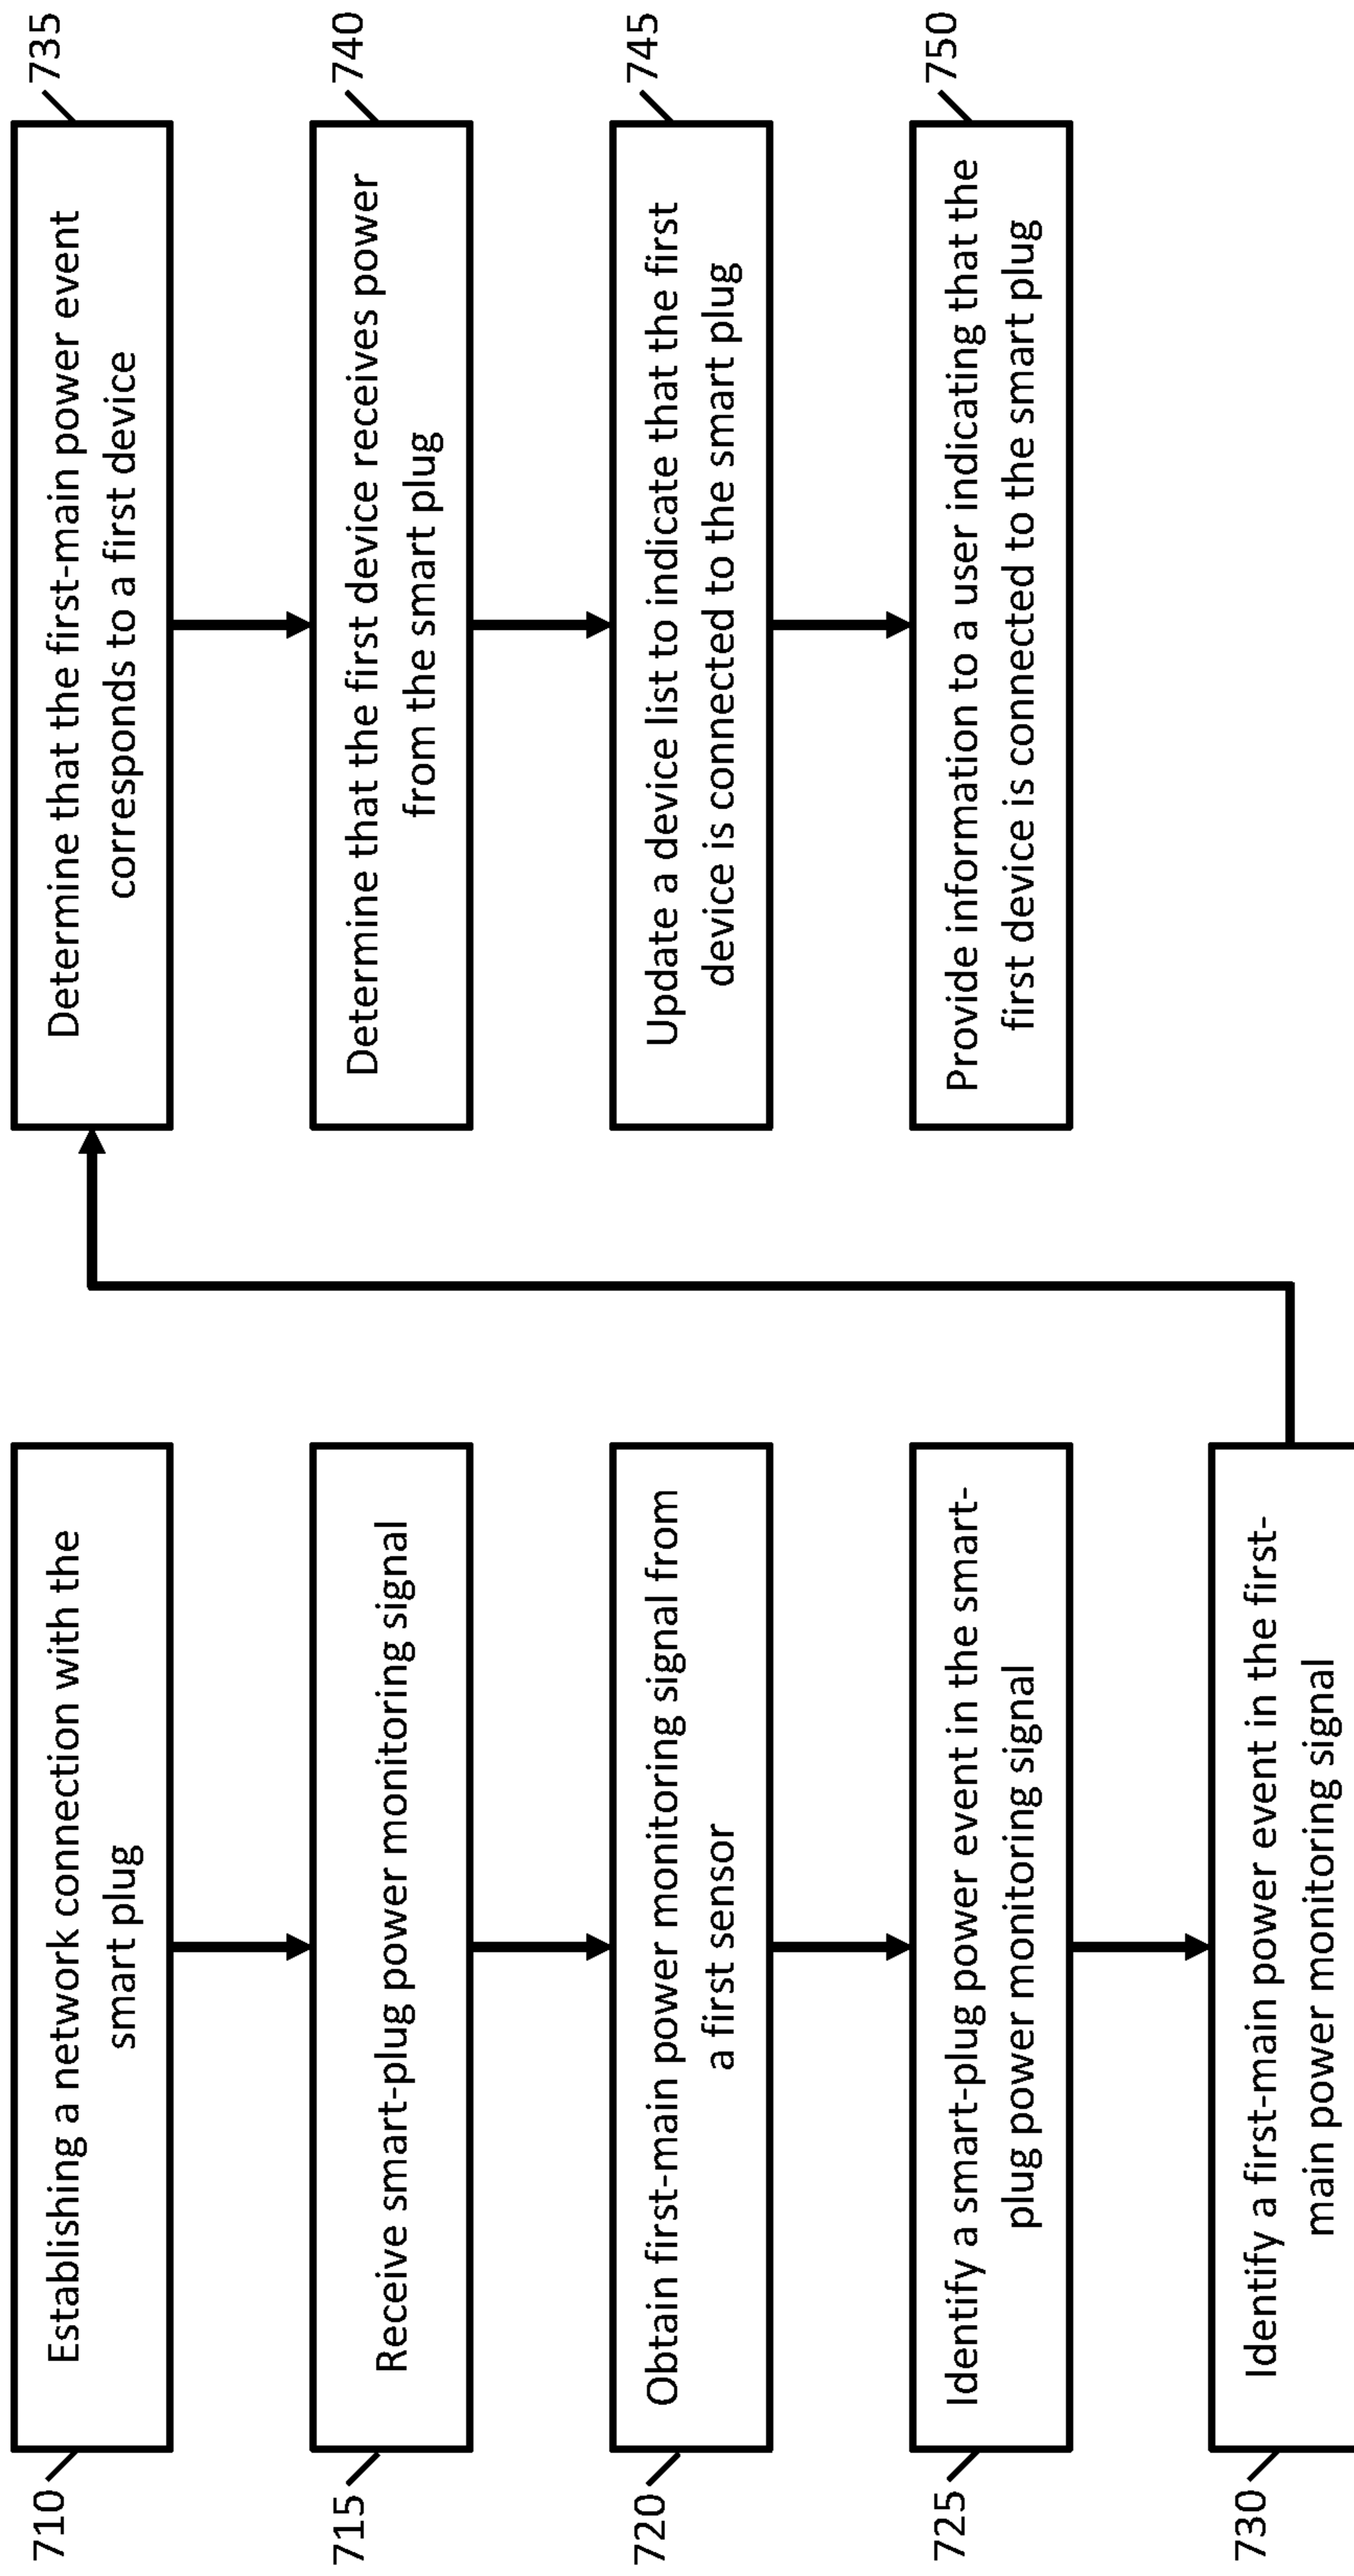 710
Establishing a network connection with the
smart plug
715
Receive smart-plug power monitoring signal
720
Obtain first-main power monitoring signal from
a first sensor
725
Identify a smart-plug power event in the smart-
plug power monitoring signal
730
Identify a first-main power event in the first-
main power monitoring signal
735
Determine that the first-main power event
corresponds to a first device
740
Determine that the first device receives power
from the smart plug
745
Update a device list to indicate that the first
device is connected to the smart plug
750
Provide information to a user indicating that the
first device is connected to the smart plug